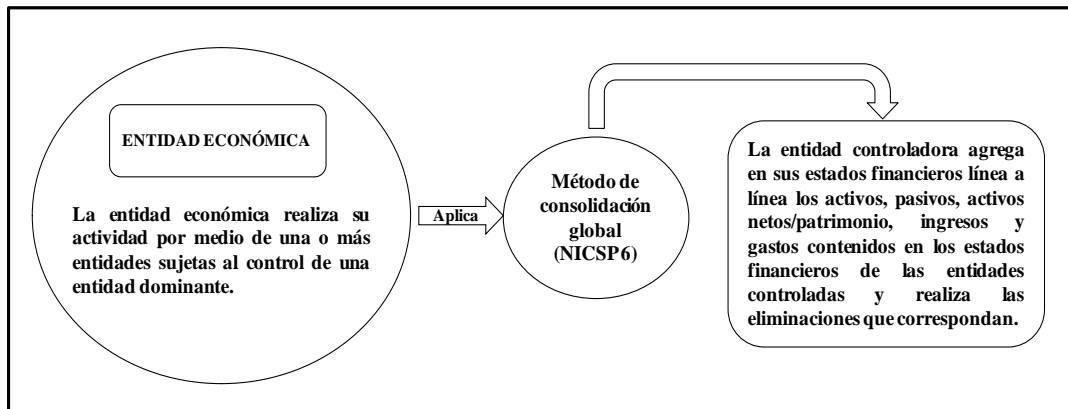 ENTIDAD ECONÓMICA
La entidad económica realiza su
actividad por medio de una o más
entidades sujetas al control de una
entidad dominante.
Aplica
Método de
consolidación
global
(NICSP6)
La entidad controladora agrega
en sus estados financieros línea a
línea los activos, pasivos, activos
netos/patrimonio, ingresos y
gastos contenidos en los estados
financieros de las entidades
controladas y realiza las
eliminaciones que correspondan.